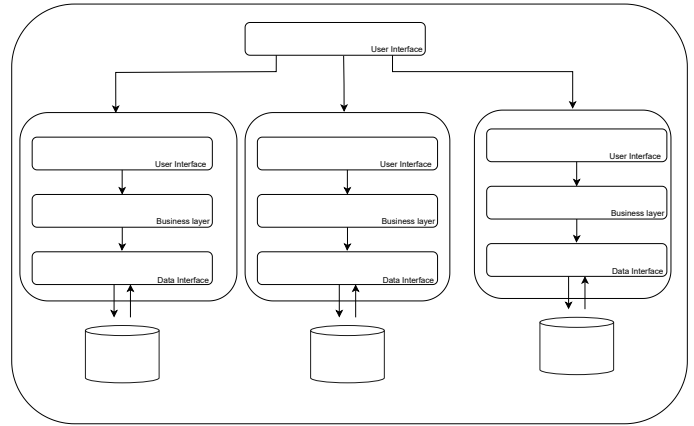 User Interface
User Interface
Business layer
Data Interface
User Interface
Business layer
Data Interface
User Interface
Business layer
Data Interface